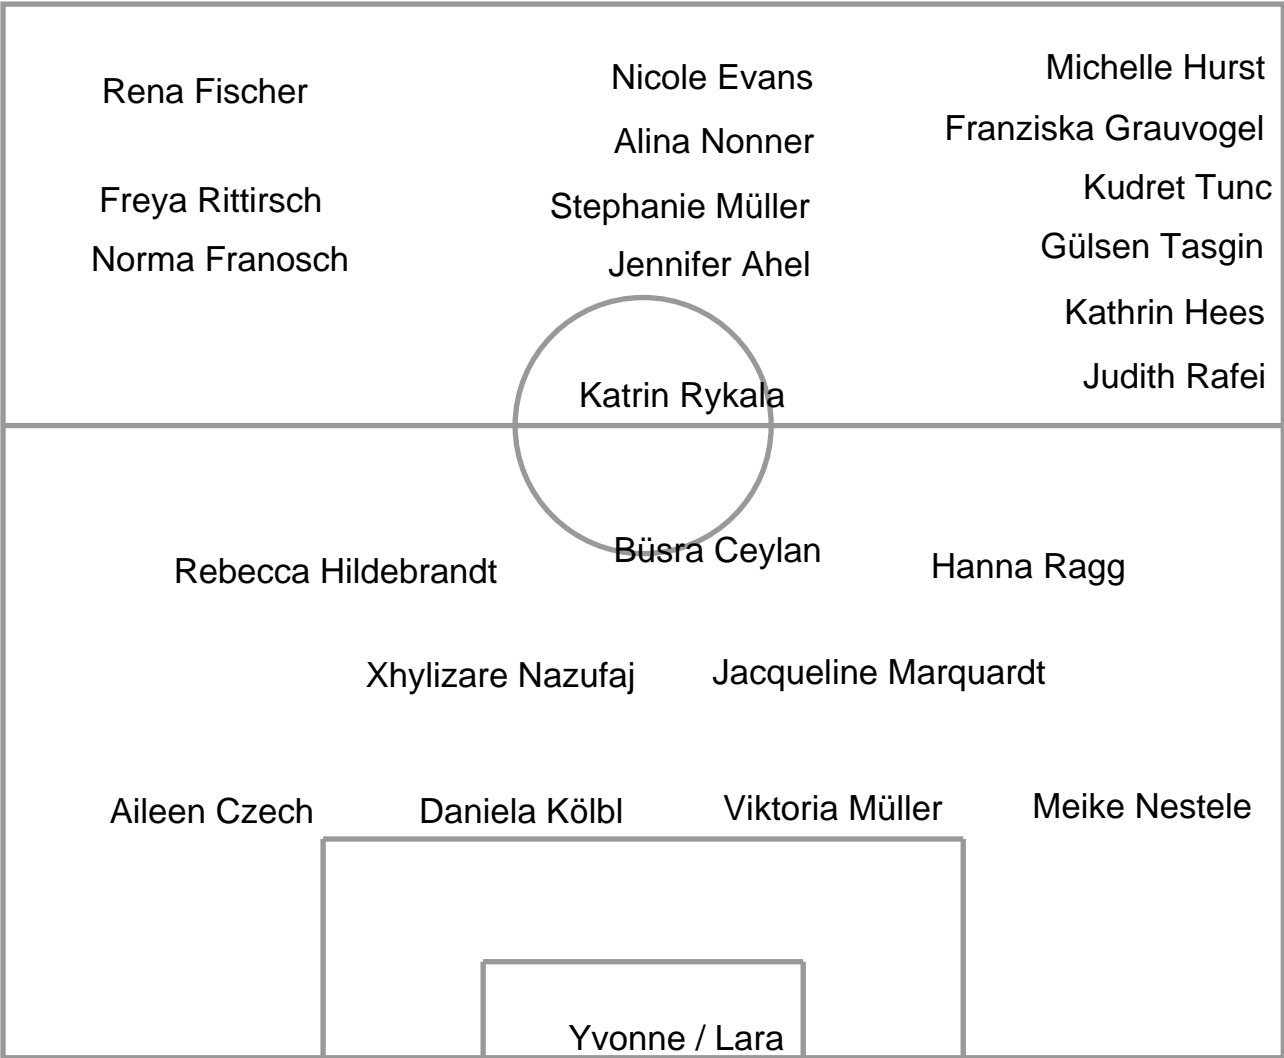 Rena Fischer
Nicole Evans
Michelle Hurst
Alina Nonner
Franziska Grauvogel
Freya Rittirsch
Stephanie Müller
Kudret Tunc
Norma Franosch
Jennifer Ahel
Gülsen Tasgin
Kathrin Hees
Katrin Rykala
Judith Rafei
Rebecca Hildebrandt
Büsra Ceylan
Hanna Ragg
Xhylizare Nazufaj
Jacqueline Marquardt
Aileen Czech
Daniela Kölbl
Viktoria Müller
Meike Nestele
Yvonne / Lara